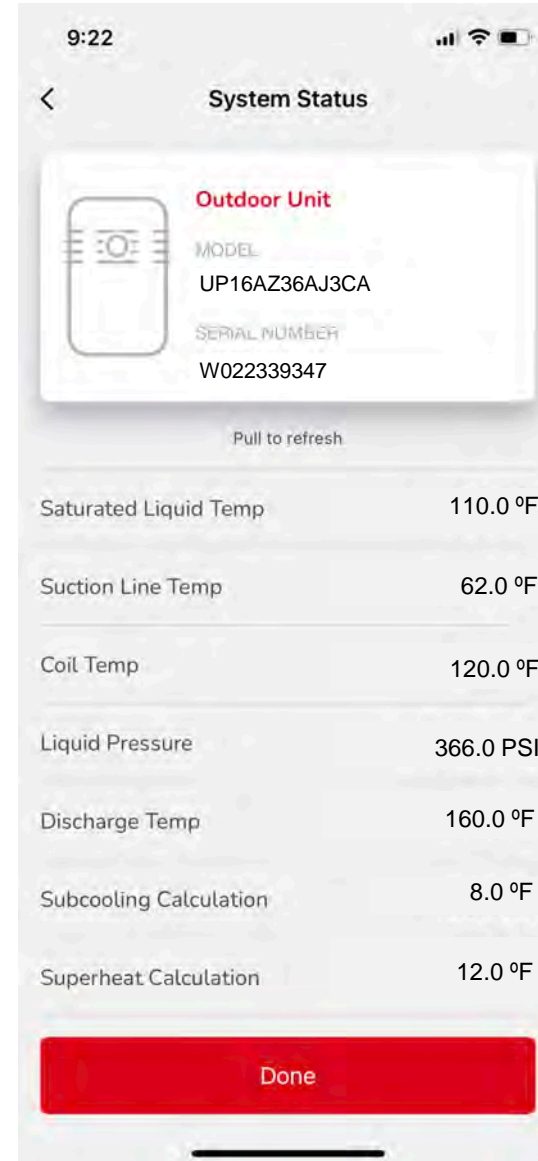 9:22
System Status
Outdoor Unit
MODEL
UP16AZ36AJ3CA
SERIAL NUMBER
W022339347
Pull to refresh
Saturated Liquid Temp 110.0 ºF
Suction Line Temp 62.0 ºF
Coil Temp 120.0 ºF
Liquid Pressure 366.0 PSI
Discharge Temp 160.0 ºF
Subcooling Calculation 8.0 ºF
Superheat Calculation 12.0 ºF
Done